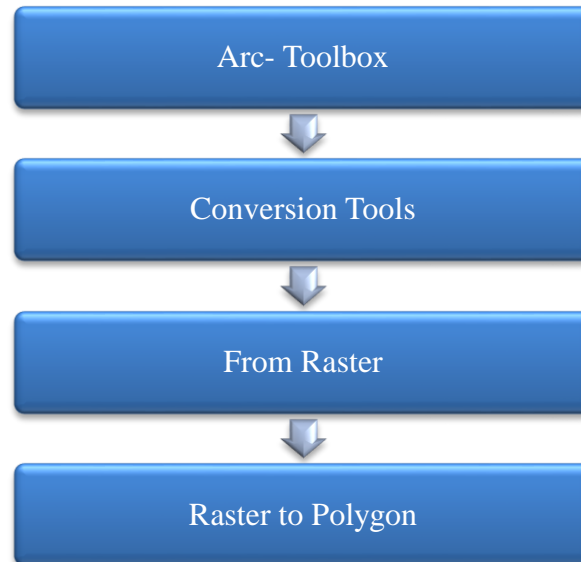 Arc- Toolbox
Conversion Tools
From Raster
Raster to Polygon